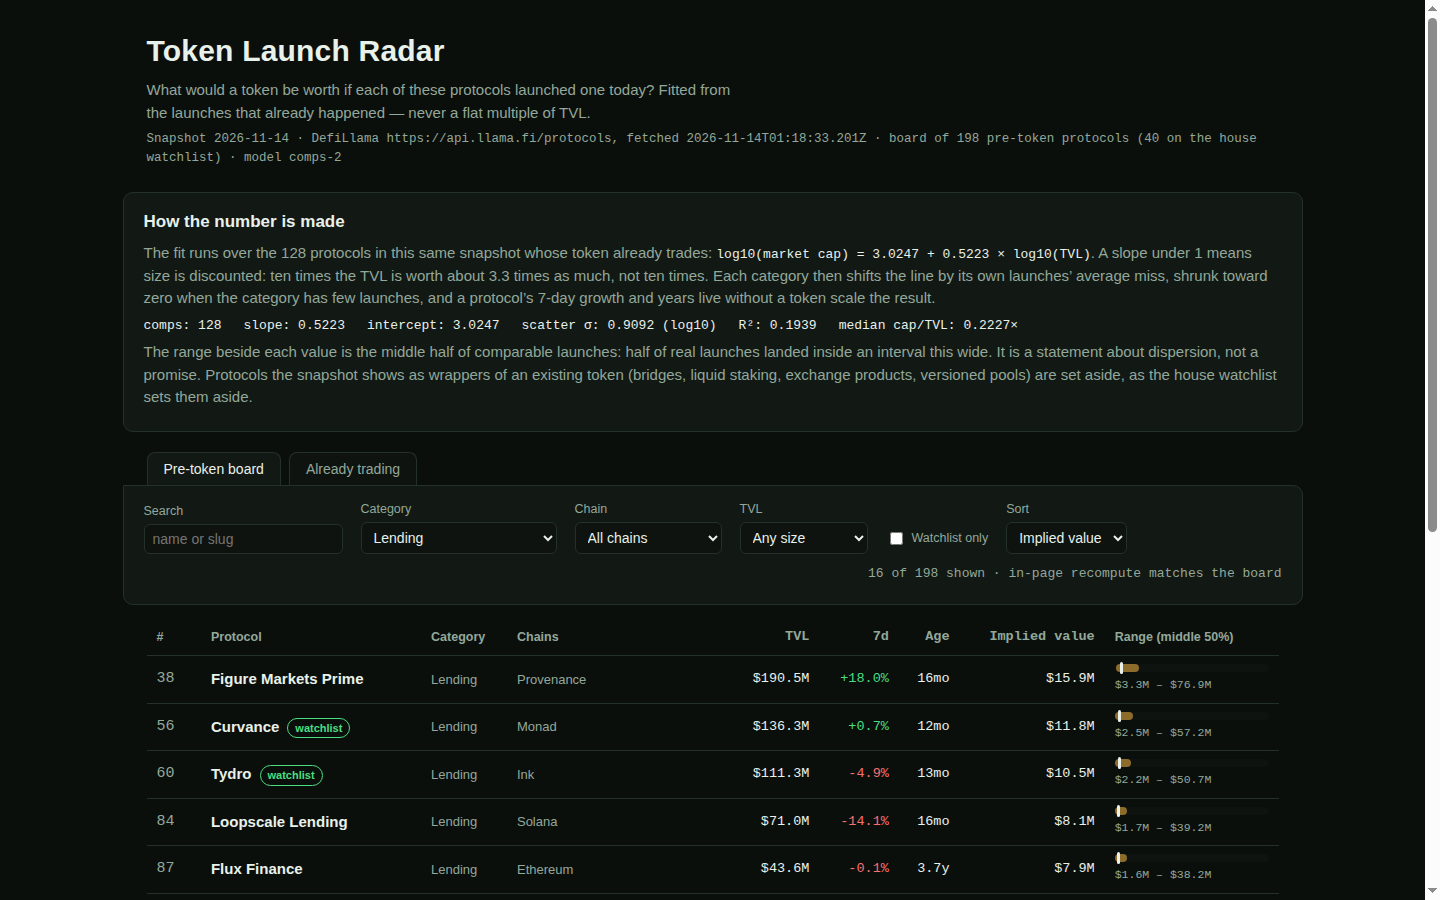 Token Launch Radar
What would a token be worth if each of these protocols launched one today? Fitted from
the launches that already happened — never a flat multiple of TVL.
Snapshot 2026-11-14 · DefiLlama https://api.llama.fi/protocols, fetched 2026-11-14T01:18:33.201Z · board of 198 pre-token protocols (40 on the house
watchlist) · model comps-2
How the number is made
The fit runs over the 128 protocols in this same snapshot whose token already trades: log10(market cap) = 3.0247 + 0.5223 × log10(TVL). A slope under 1 means
size is discounted: ten times the TVL is worth about 3.3 times as much, not ten times. Each category then shifts the line by its own launches’ average miss, shrunk toward
zero when the category has few launches, and a protocol’s 7-day growth and years live without a token scale the result.
comps: 128 slope: 0.5223 intercept: 3.0247 scatter σ: 0.9092 (log10) R²: 0.1939 median cap/TVL: 0.2227×
The range beside each value is the middle half of comparable launches: half of real launches landed inside an interval this wide. It is a statement about dispersion, not a
promise. Protocols the snapshot shows as wrappers of an existing token (bridges, liquid staking, exchange products, versioned pools) are set aside, as the house watchlist
sets them aside.
Pre-token board Already trading
Search Category Chain TVL Sort
name or slug Lending All chains Any size Watchlist only Implied value
16 of 198 shown · in-page recompute matches the board
# Protocol Category Chains TVL 7d Age Implied value Range (middle 50%)
38 Figure Markets Prime Lending Provenance $190.5M +18.0% 16mo $15.9M $3.3M – $76.9M
56 Curvance watchlist Lending Monad $136.3M +0.7% 12mo $11.8M $2.5M – $57.2M
60 Tydro watchlist Lending Ink $111.3M -4.9% 13mo $10.5M $2.2M – $50.7M
84 Loopscale Lending Lending Solana $71.0M -14.1% 16mo $8.1M $1.7M – $39.2M
87 Flux Finance Lending Ethereum $43.6M -0.1% 3.7y $7.9M $1.6M – $38.2M